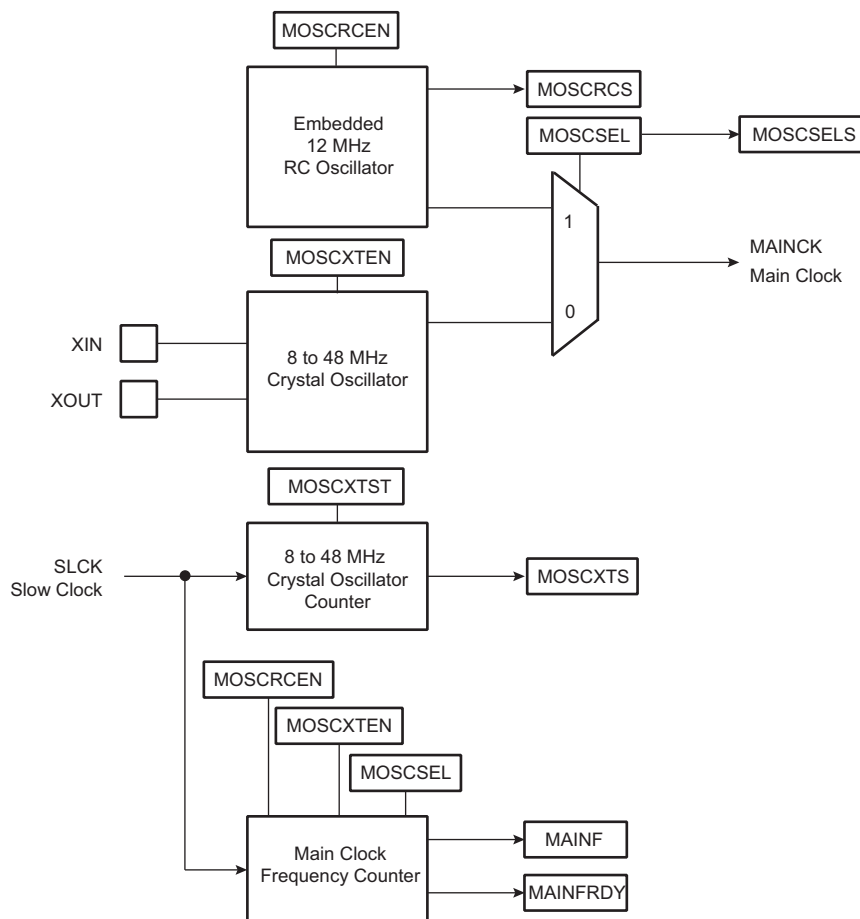 MOSCRCEN
Embedded
12 MHz
RC Oscillator
MOSCRCS
MOSCSEL
MOSCSELS
1
0
MAINCK
Main Clock
MOSCXTEN
XIN
XOUT
8 to 48 MHz
Crystal Oscillator
MOSCXTST
SLCK
Slow Clock
8 to 48 MHz
Crystal Oscillator
Counter
MOSCXTS
MOSCRCEN
MOSCXTEN
MOSCSEL
Main Clock
Frequency Counter
MAINF
MAINFRDY